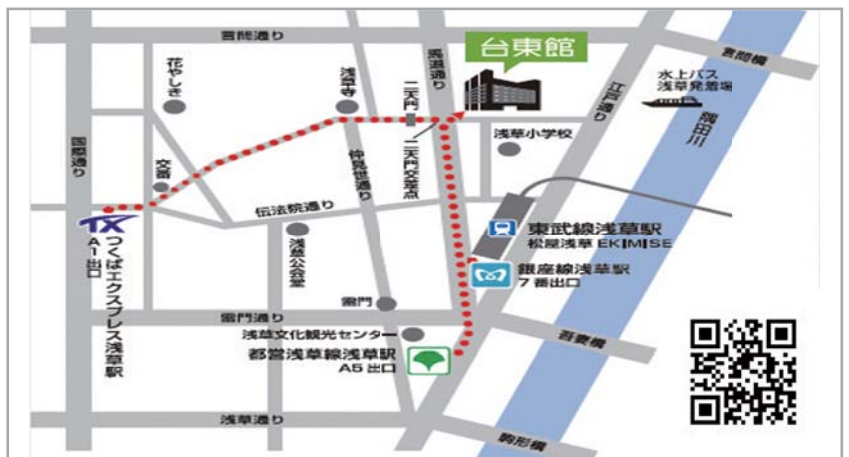 言問通り
台東館
言問橋
花やしき
馬道通り
水上バス
浅草発着場
浅草寺
二天門
江戸通り
隅田川
国際通り
交番
仲見世通り
二天門交差点
浅草小学校
伝法院通り
TX
A1出口
つくばエクスプレス浅草駅
浅草公会堂
東武線浅草駅
松屋浅草 EKIMISE
銀座線浅草駅
7番出口
雷門
雷門通り
浅草文化観光センター
都営浅草線浅草駅
A5 出口
吾妻橋
浅草通り
駒形橋